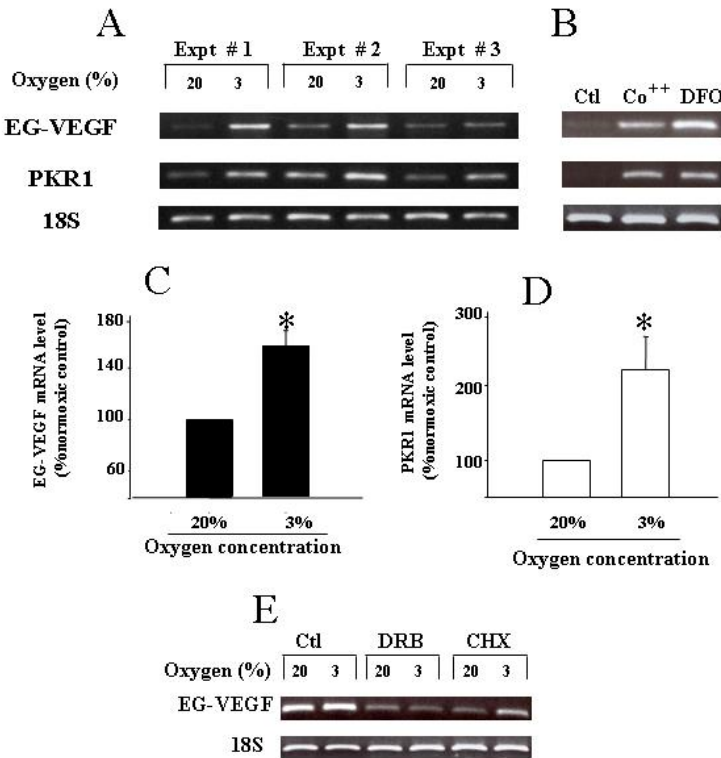 A
B
Expt # 1 Expt # 2 Expt # 3
Oxygen (%) 20 3 20 3 20 3
Ctl Co++ DFO
EG-VEGF
PKR1
18S
C
D
EG-VEGF mRNA level
(%normoxic control)
180
140
100
60
20% 3%
Oxygen concentration
*
PKR1 mRNA level
(%normoxic control)
300
200
100
20% 3%
Oxygen concentration
*
E
Ctl DRB CHX
Oxygen (%) 20 3 20 3 20 3
EG-VEGF
18S